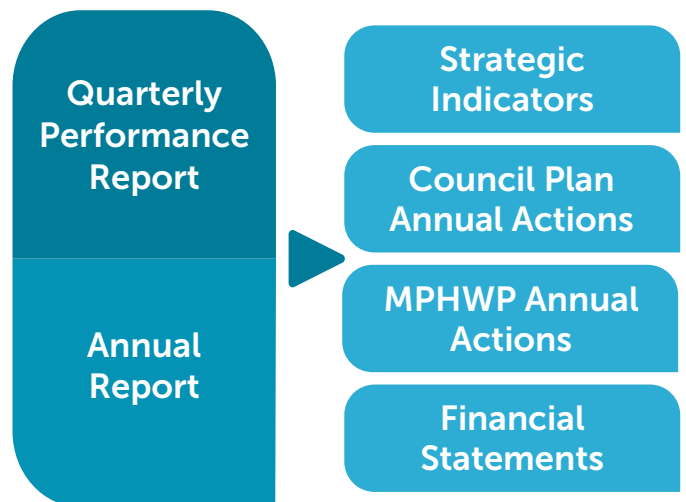 Quarterly
Performance
Report
Annual
Report
Strategic
Indicators
Council Plan
Annual Actions
MPHWP Annual
Actions
Financial
Statements